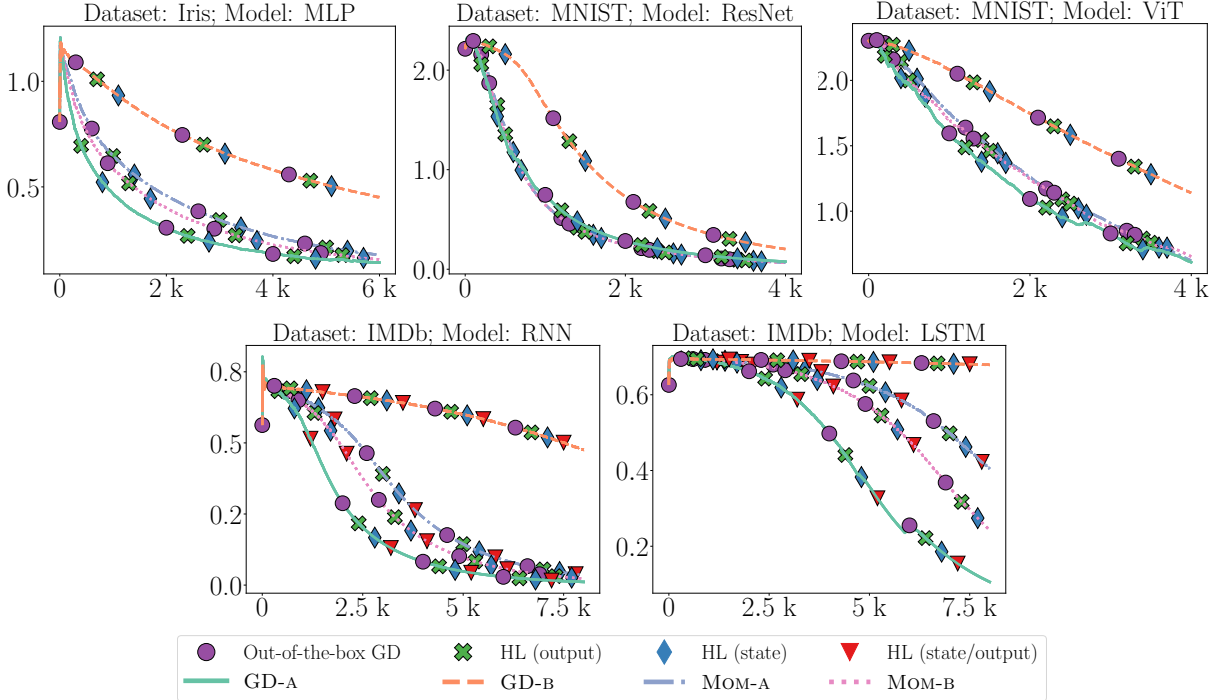 Dataset: Iris; Model: MLP
Dataset: MNIST; Model: ResNet
Dataset: MNIST; Model: ViT
1.0
0.5
0
2 k
4 k
6 k
2.0
1.0
0.0
0
2 k
4 k
2.0
1.5
1.0
0
2 k
4 k
Dataset: IMDb; Model: RNN
Dataset: IMDb; Model: LSTM
0.8
0.5
0.2
0.0
0
2.5 k
5 k
7.5 k
0.6
0.4
0.2
0
2.5 k
5 k
7.5 k
Out-of-the-box GD
HL (output)
HL (state)
HL (state/output)
GD-A
GD-B
MOM-A
MOM-B